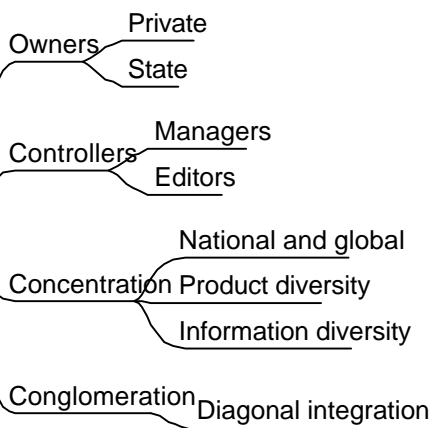 Owners
Private
State
Controllers
Managers
Editors
Concentration
National and global
Product diversity
Information diversity
Conglomeration
Diagonal integration